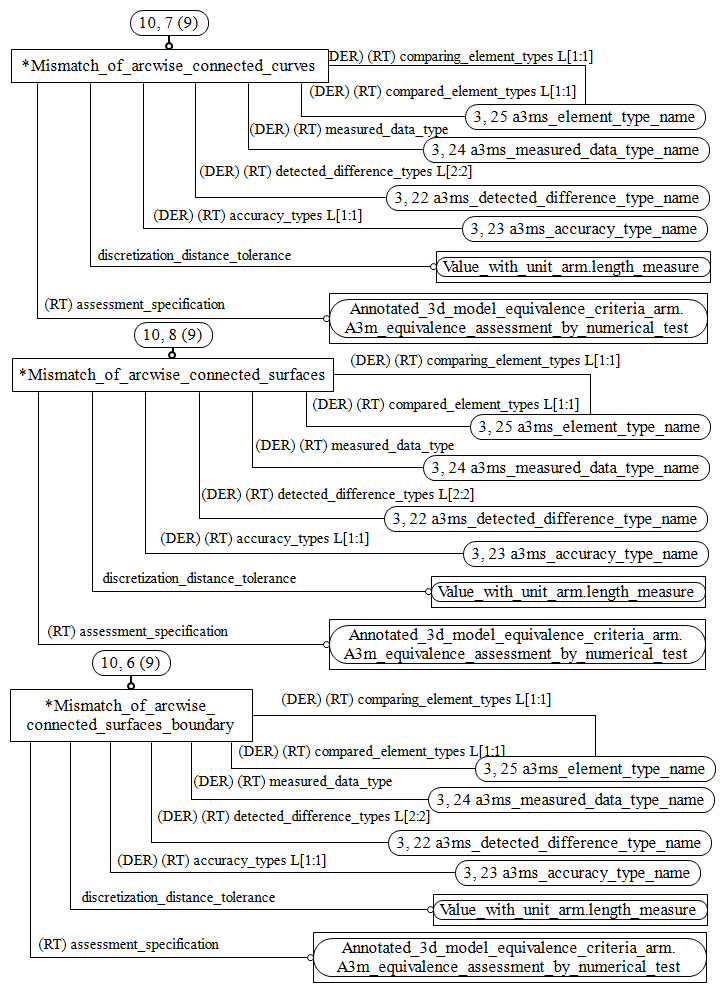 10, 7 (9)
*Mismatch_of_arcwise_connected_curves
(DER) (RT) comparing_element_types L[1:1]
(DER) (RT) compared_element_types L[1:1]
3, 25 a3ms_element_type_name
(DER) (RT) measured_data_type
3, 24 a3ms_measured_data_type_name
(DER) (RT) detected_difference_types L[2:2]
3, 22 a3ms_detected_difference_type_name
(DER) (RT) accuracy_types L[1:1]
3, 23 a3ms_accuracy_type_name
discretization_distance_tolerance
Value_with_unit_arm.length_measure
(RT) assessment_specification
Annotated_3d_model_equivalence_criteria_arm.
A3m_equivalence_assessment_by_numerical_test
10, 8 (9)
*Mismatch_of_arcwise_connected_surfaces
(DER) (RT) comparing_element_types L[1:1]
(DER) (RT) compared_element_types L[1:1]
3, 25 a3ms_element_type_name
(DER) (RT) measured_data_type
3, 24 a3ms_measured_data_type_name
(DER) (RT) detected_difference_types L[2:2]
3, 22 a3ms_detected_difference_type_name
(DER) (RT) accuracy_types L[1:1]
3, 23 a3ms_accuracy_type_name
discretization_distance_tolerance
Value_with_unit_arm.length_measure
(RT) assessment_specification
Annotated_3d_model_equivalence_criteria_arm.
A3m_equivalence_assessment_by_numerical_test
10, 6 (9)
*Mismatch_of_arcwise_
connected_surfaces_boundary
(DER) (RT) comparing_element_types L[1:1]
(DER) (RT) compared_element_types L[1:1]
3, 25 a3ms_element_type_name
(DER) (RT) measured_data_type
3, 24 a3ms_measured_data_type_name
(DER) (RT) detected_difference_types L[2:2]
3, 22 a3ms_detected_difference_type_name
(DER) (RT) accuracy_types L[1:1]
3, 23 a3ms_accuracy_type_name
discretization_distance_tolerance
Value_with_unit_arm.length_measure
(RT) assessment_specification
Annotated_3d_model_equivalence_criteria_arm.
A3m_equivalence_assessment_by_numerical_test